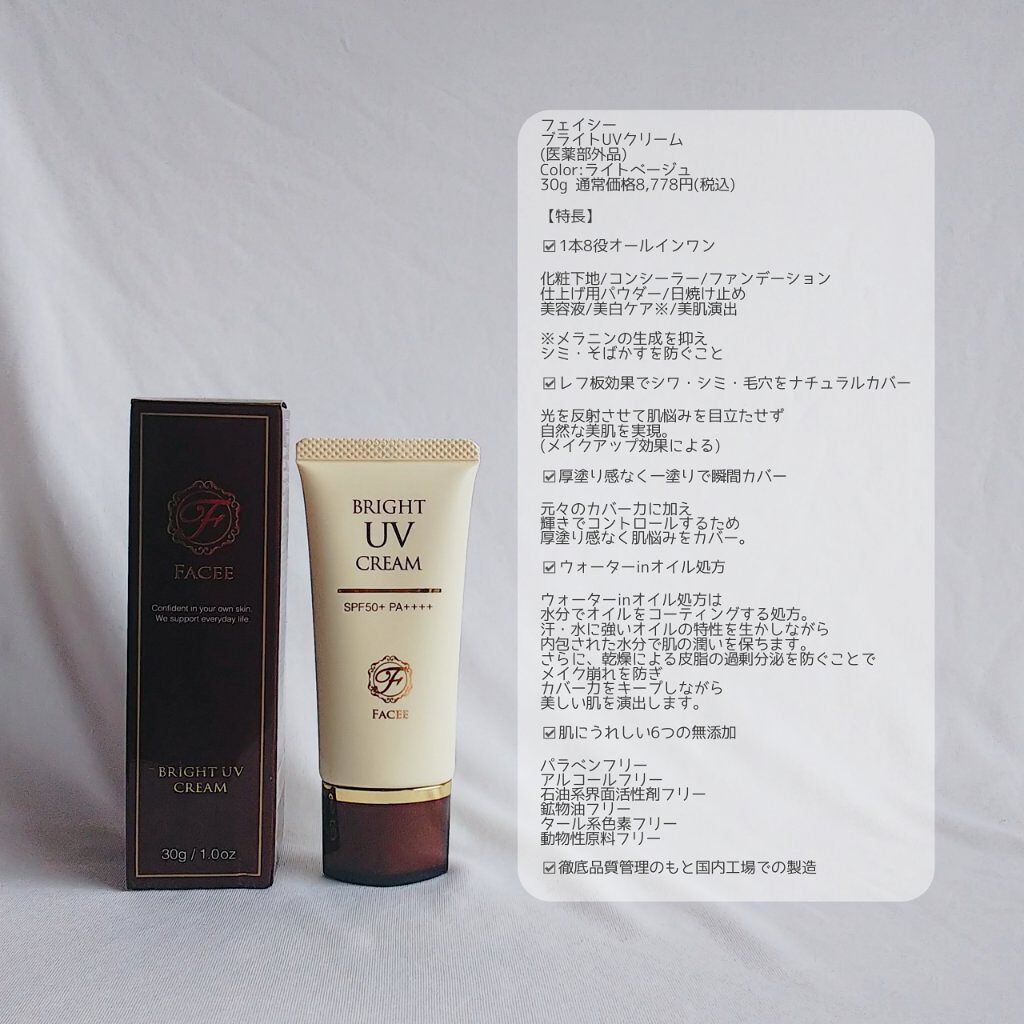 フェイシー
ブライトUVクリーム
(医薬部外品)
Color:ライトベージュ
30g 通常価格8,778円(税込)
【特長】
☑1本8役オールインワン
化粧下地/コンシーラー/ファンデーション
仕上げ用パウダー/日焼け止め
美容液/美白ケア※/美肌演出
※メラニンの生成を抑え
シミ・そばかすを防ぐこと
☑レフ板効果でシワ・シミ・毛穴をナチュラルカバー
光を反射させて肌悩みを目立たせず
自然な美肌を実現。
(メイクアップ効果による)
☑厚塗り感なく一塗りで瞬間カバー
元々のカバー力に加え
輝きでコントロールするため
厚塗り感なく肌悩みをカバー。
☑ウォーターinオイル処方
ウォーターinオイル処方は
水分でオイルをコーティングする処方。
汗・水に強いオイルの特性を生かしながら
内包された水分で肌の潤いを保ちます。
さらに、乾燥による皮脂の過剰分泌を防ぐことで
メイク崩れを防ぎ
カバー力をキープしながら
美しい肌を演出します。
☑肌にうれしい6つの無添加
パラベンフリー
アルコールフリー
石油系界面活性剤フリー
鉱物油フリー
タール系色素フリー
動物性原料フリー
☑徹底品質管理のもと国内工場での製造
F
FACEE
Confident in your own skin.
We support everyday life.
BRIGHT UV
CREAM
30g / 1.0oz
BRIGHT
UV
CREAM
SPF50+ PA++++
F
FACEE